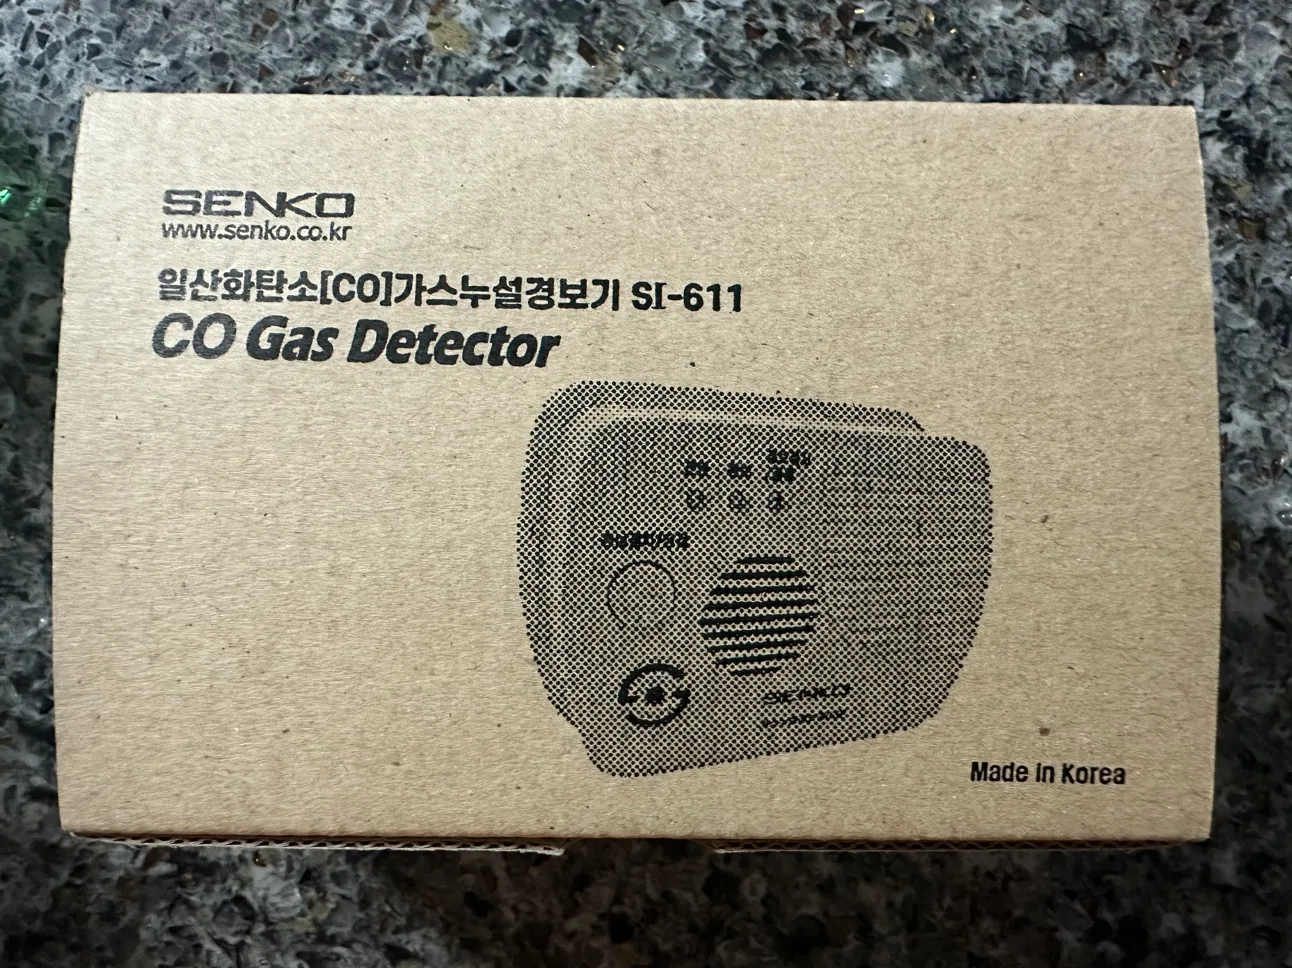 SENKO
www.senko.co.kr
일산화탄소[CO]가스누설경보기 SI-611
CO Gas Detector
SENKO
Made in Korea